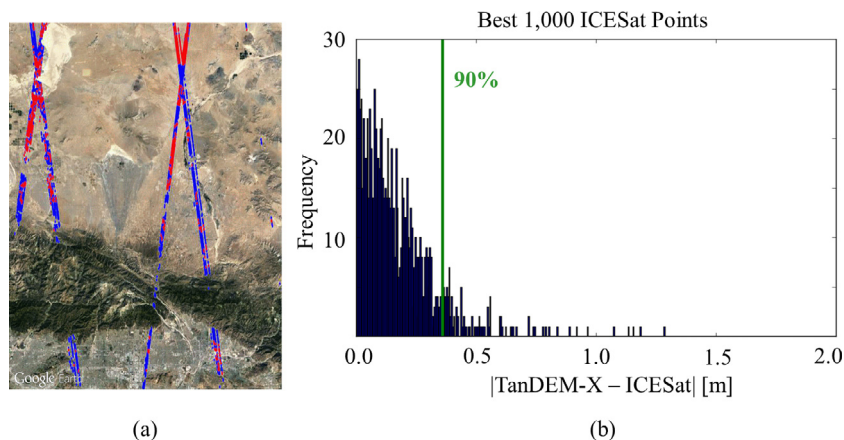 Best 1,000 ICESat Points
30
20
10
0
Frequency
90%
0.0 0.5 1.0 1.5 2.0
|TanDEM-X – ICESat| [m]
Google Earth
(a) (b)